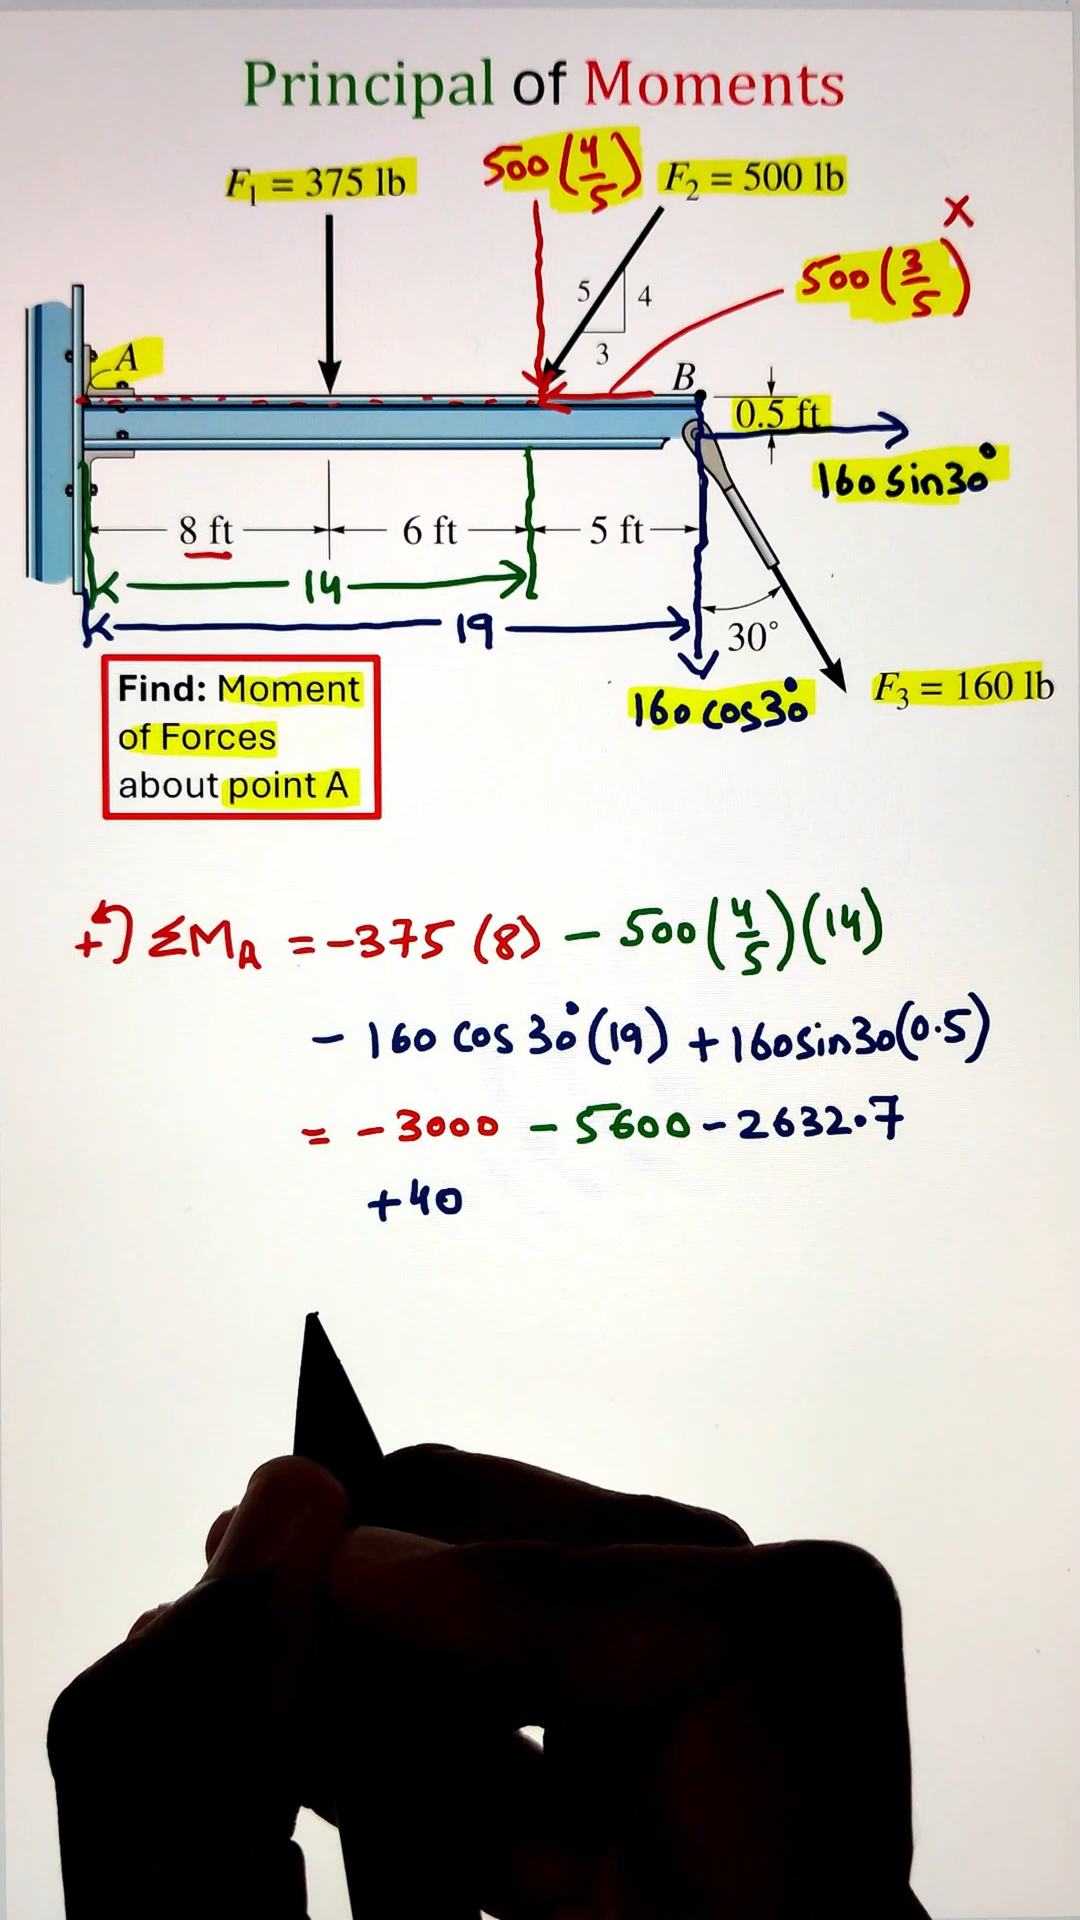 Principal of Moments
F₁ = 375 lb
500 (4/5)
F₂ = 500 lb
x
500 (3/5)
5
4
3
A
B
0.5 ft
160 sin30°
8 ft
6 ft
5 ft
14
19
30°
160 cos30°
F₃ = 160 lb
Find: Moment
of Forces
about point A
+↺ ΣM_A = -375 (8) - 500 (4/5)(14)
- 160 cos 30° (19) + 160sin30(0.5)
= - 3000 - 5600 - 2632.7
+40